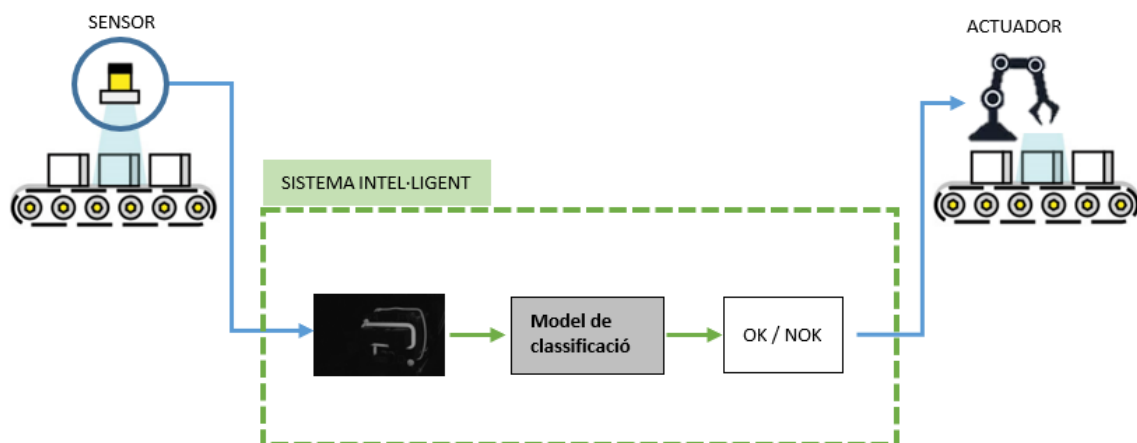 SENSOR
ACTUADOR
SISTEMA INTEL·LIGENT
Model de
classificació
OK / NOK